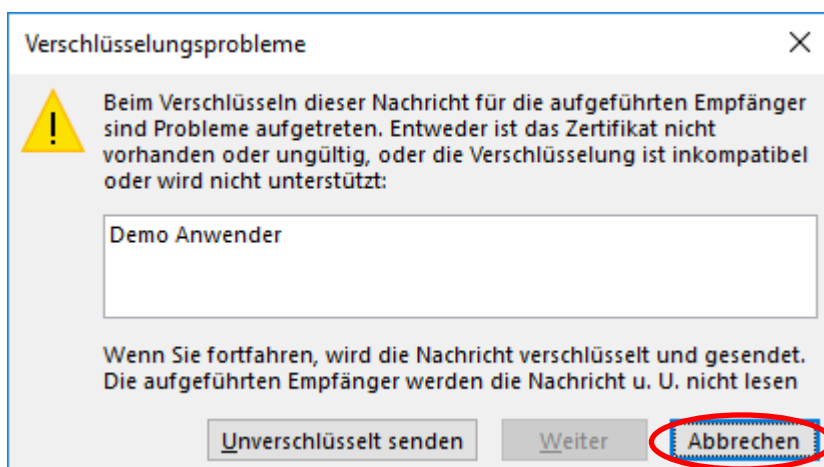 Verschlüsselungsprobleme
Beim Verschlüsseln dieser Nachricht für die aufgeführten Empfänger
sind Probleme aufgetreten. Entweder ist das Zertifikat nicht
vorhanden oder ungültig, oder die Verschlüsselung ist inkompatibel
oder wird nicht unterstützt:
Demo Anwender
Wenn Sie fortfahren, wird die Nachricht verschlüsselt und gesendet.
Die aufgeführten Empfänger werden die Nachricht u. U. nicht lesen
Unverschlüsselt senden Weiter Abbrechen